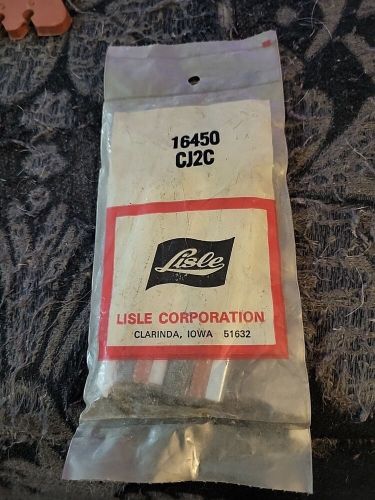 16450
CJ2C
Lisle
LISLE CORPORATION
CLARINDA, IOWA 51632